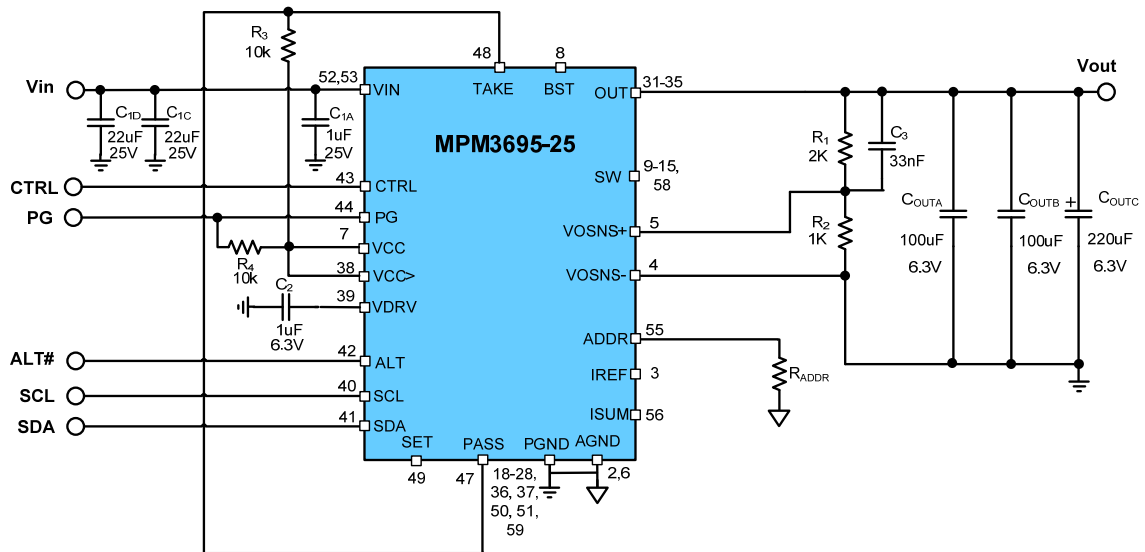 R3
10k
48
8
52,53
31-35
Vin
Vout
VIN
TAKE
BST
OUT
C1D
22uF
25V
C1C
22uF
25V
C1A
1uF
25V
MPM3695-25
R1
2K
C3
33nF
9-15,
58
SW
43
CTRL
CTRL
44
PG
PG
5
VOSNS+
R2
1K
COUTA
100uF
6.3V
COUTB
100uF
6.3V
+
COUTC
220uF
6.3V
7
VCC
R4
10k
38
VCC>
4
VOSNS-
C2
1uF
6.3V
39
VDRV
55
ADDR
RADDR
42
ALT#
ALT
IREF
3
40
SCL
SCL
41
SDA
SDA
ISUM
56
SET
PASS
PGND
AGND
49
47
18-28,
36, 37,
50, 51,
59
2,6